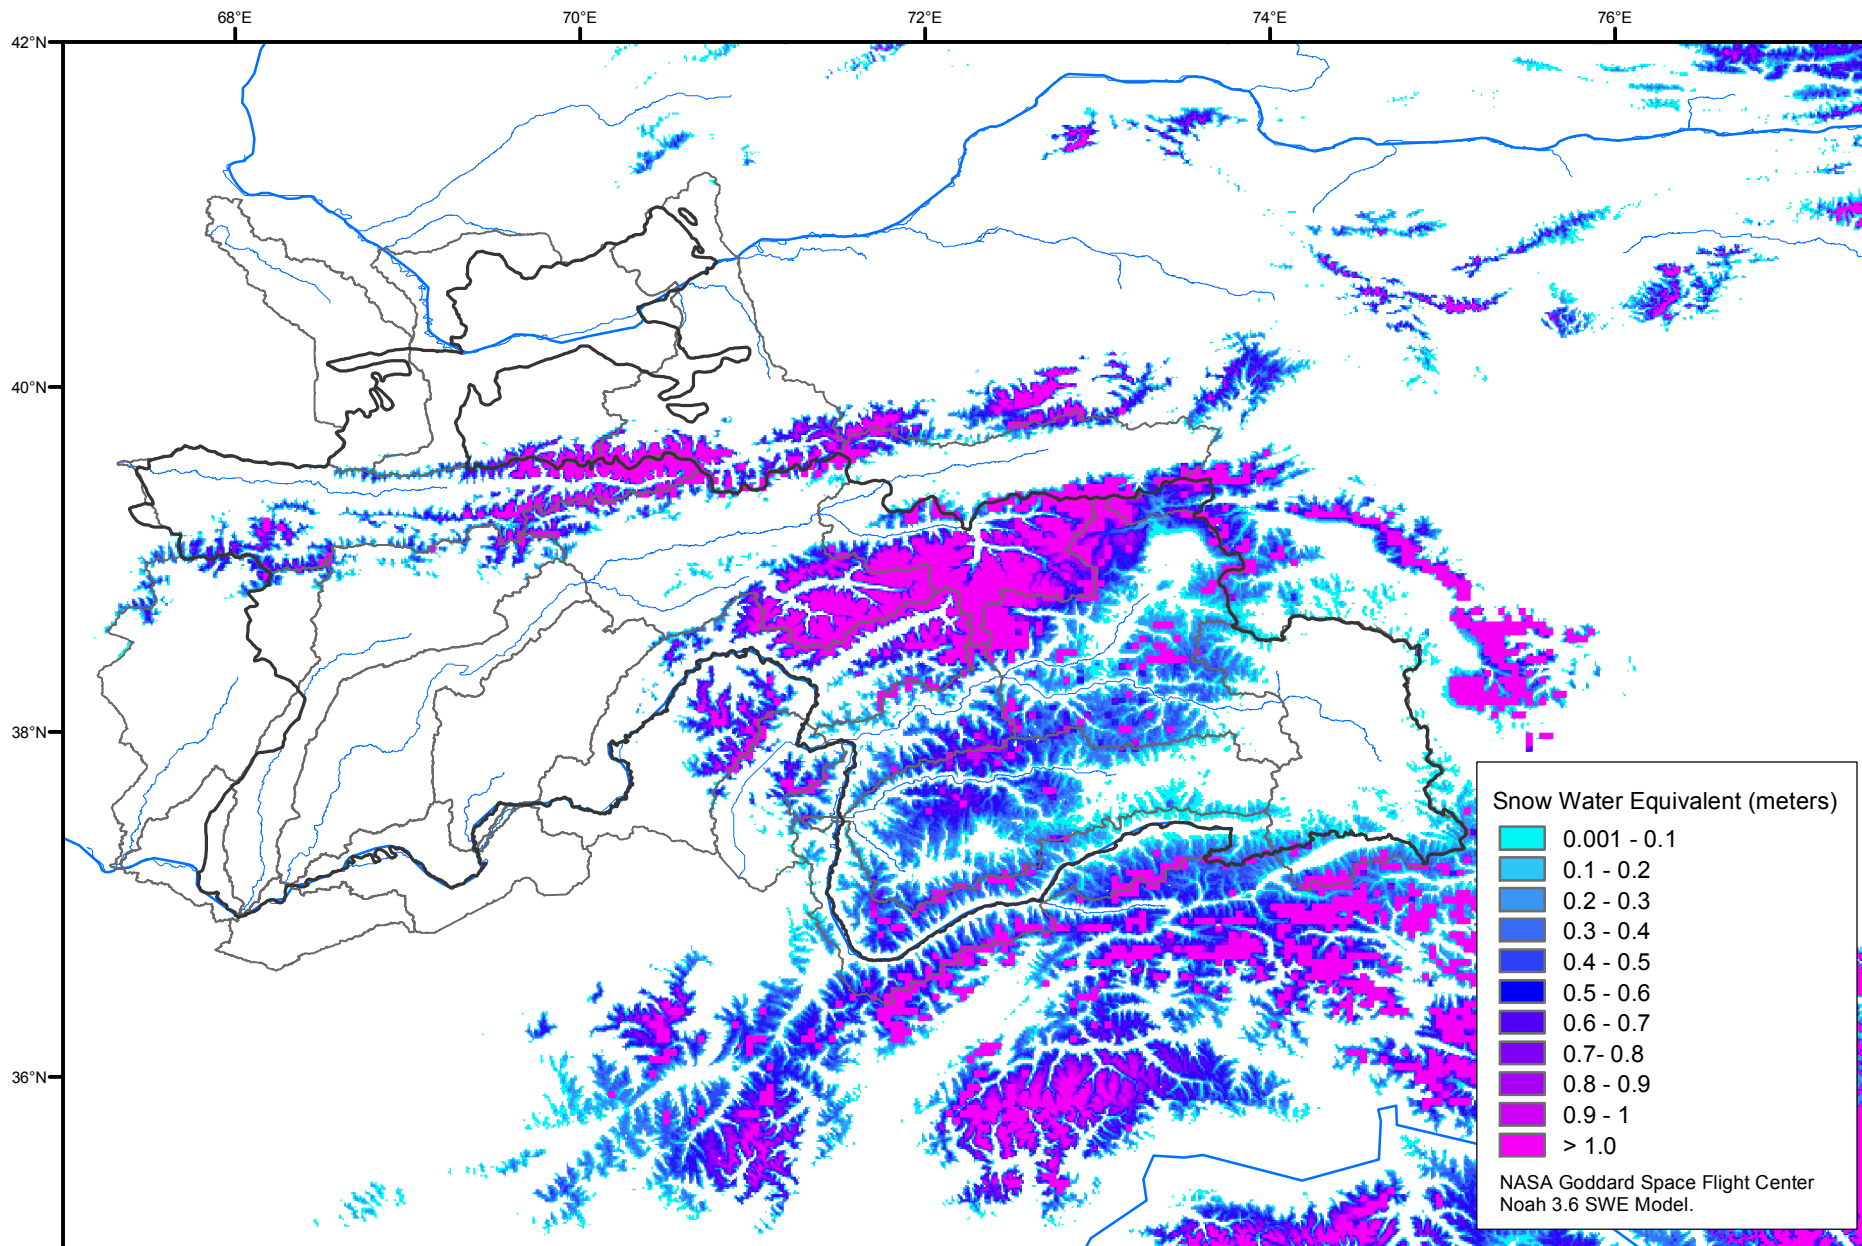 68°E
70°E
72°E
74°E
76°E
42°N
40°N
38°N
36°N
Snow Water Equivalent (meters)
0.001 - 0.1
0.1 - 0.2
0.2 - 0.3
0.3 - 0.4
0.4 - 0.5
0.5 - 0.6
0.6 - 0.7
0.7- 0.8
0.8 - 0.9
0.9 - 1
> 1.0
NASA Goddard Space Flight Center
Noah 3.6 SWE Model.